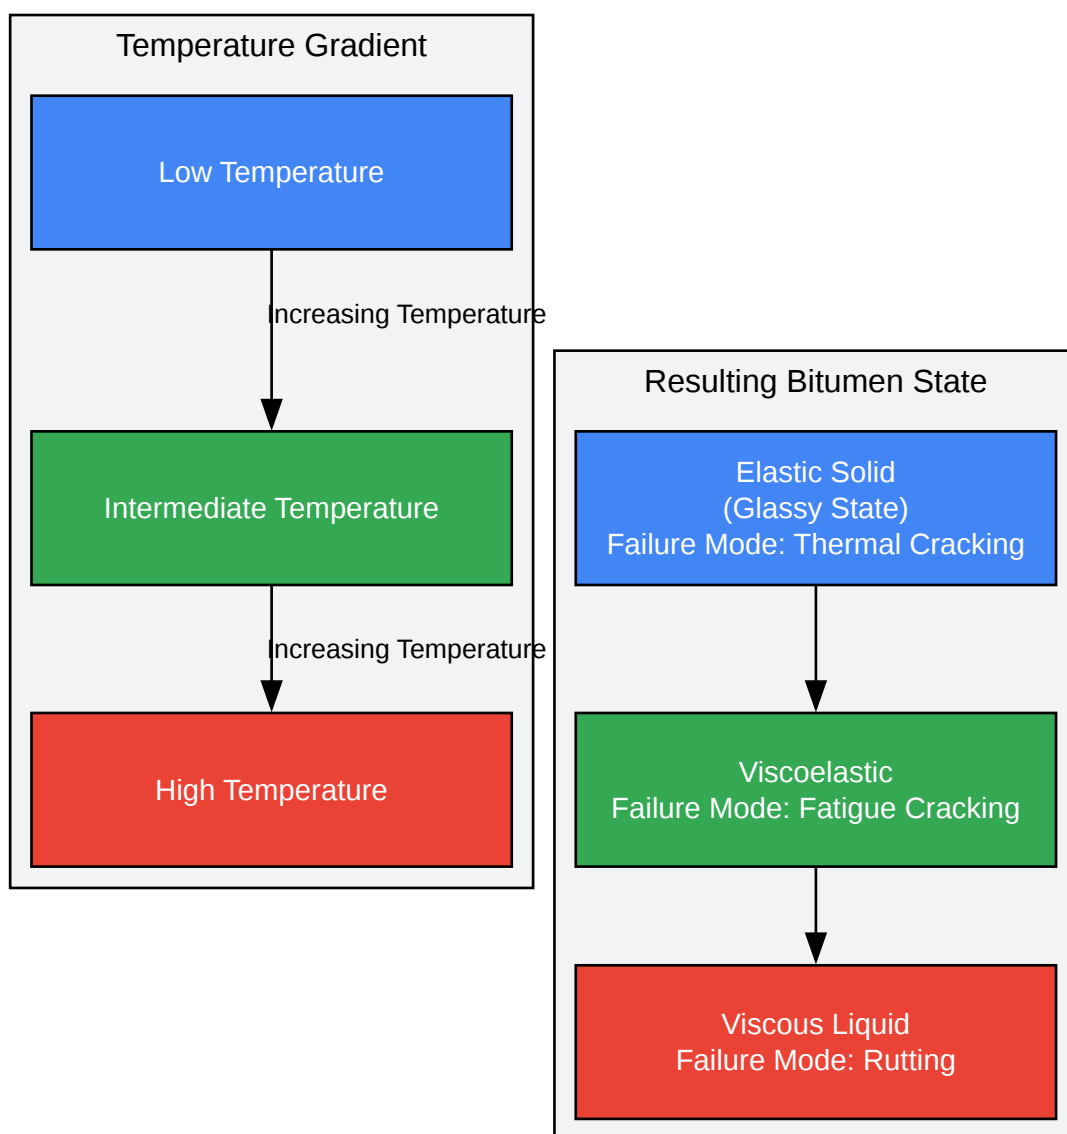 Temperature Gradient
Low Temperature
Increasing Temperature
Intermediate Temperature
Increasing Temperature
High Temperature
Resulting Bitumen State
Elastic Solid
(Glassy State)
Failure Mode: Thermal Cracking
Viscoelastic
Failure Mode: Fatigue Cracking
Viscous Liquid
Failure Mode: Rutting